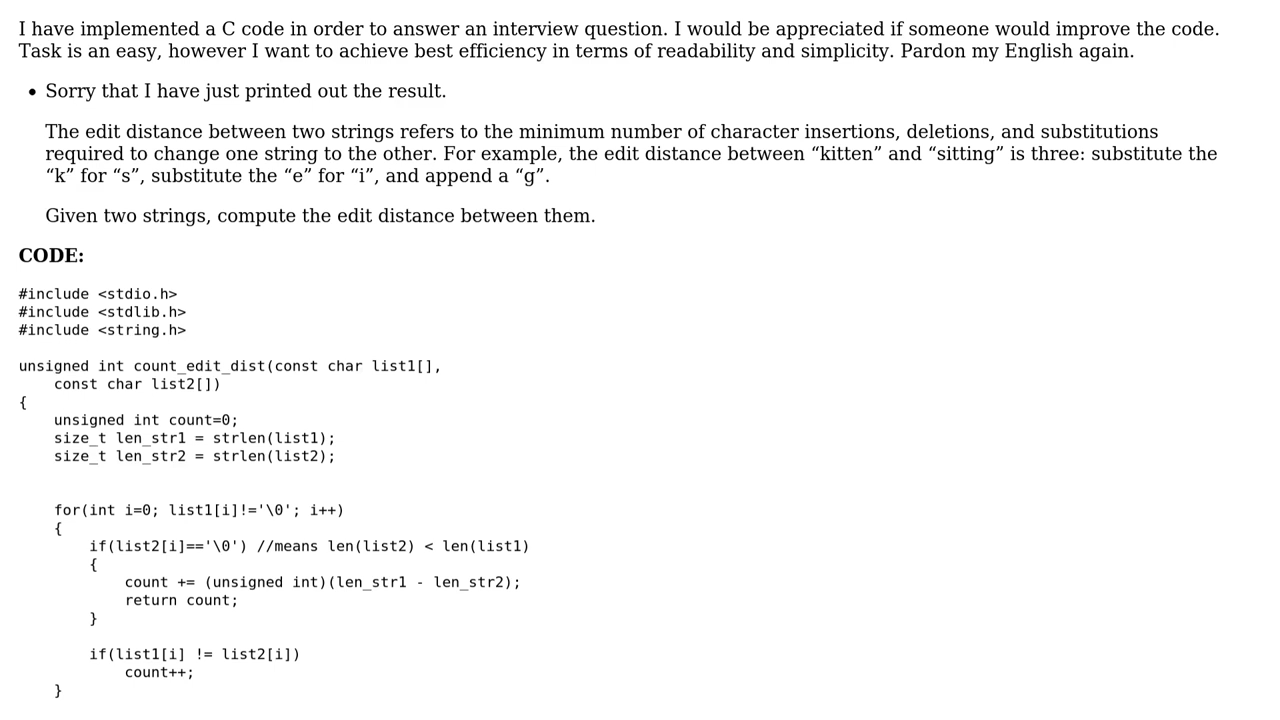 I have implemented a C code in order to answer an interview question. I would be appreciated if someone would improve the code.
Task is an easy, however I want to achieve best efficiency in terms of readability and simplicity. Pardon my English again.
• Sorry that I have just printed out the result.
The edit distance between two strings refers to the minimum number of character insertions, deletions, and substitutions
required to change one string to the other. For example, the edit distance between “kitten” and “sitting” is three: substitute the
“k” for “s”, substitute the “e” for “i”, and append a “g”.
Given two strings, compute the edit distance between them.
CODE:
#include <stdio.h>
#include <stdlib.h>
#include <string.h>
unsigned int count_edit_dist(const char list1[],
    const char list2[])
{
    unsigned int count=0;
    size_t len_str1 = strlen(list1);
    size_t len_str2 = strlen(list2);
    for(int i=0; list1[i]!='\0'; i++)
    {
        if(list2[i]=='\0') //means len(list2) < len(list1)
        {
            count += (unsigned int)(len_str1 - len_str2);
            return count;
        }
        if(list1[i] != list2[i])
            count++;
    }